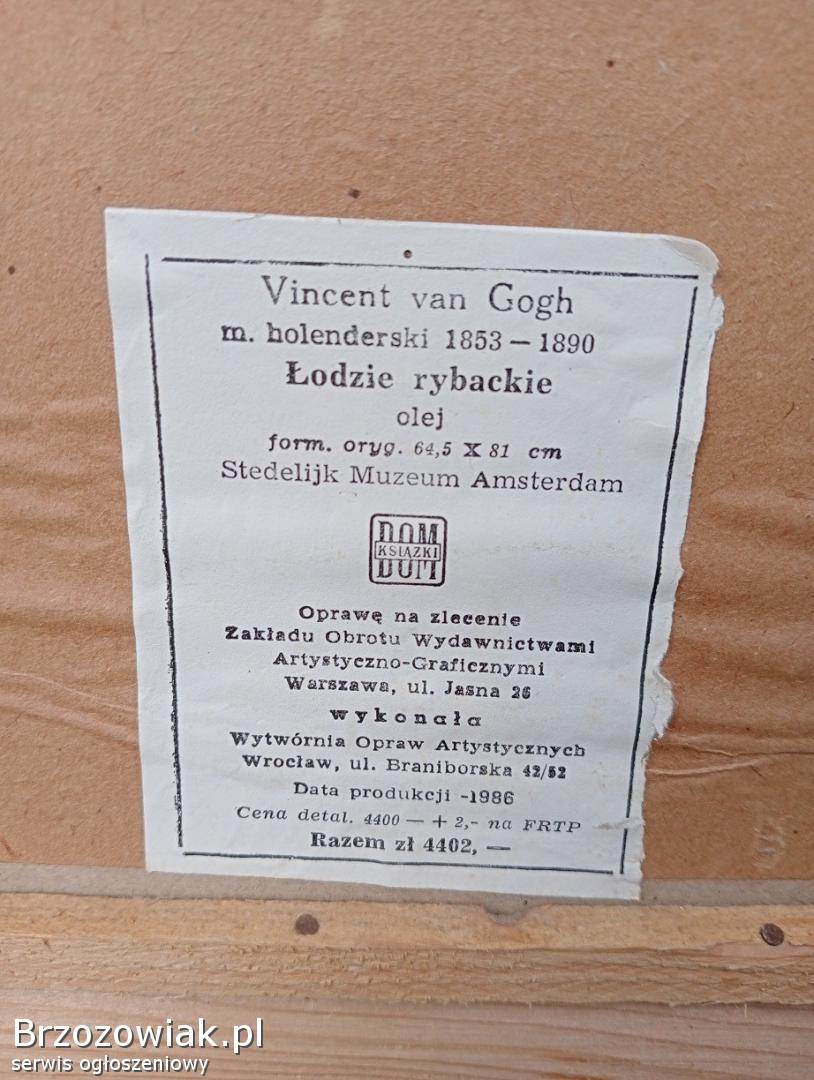 Vincent van Gogh
m. holenderski 1853 — 1890
Łodzie rybackie
olej
form. oryg. 64,5 X 81 cm
Stedelijk Muzeum Amsterdam
DOM
KSIĄŻKI
DOM
Oprawę na zlecenie
Zakładu Obrotu Wydawnictwami
Artystyczno-Graficznymi
Warszawa, ul. Jasna 26
wykonała
Wytwórnia Opraw Artystycznych
Wrocław, ul. Braniborska 42/52
Data produkcji -1986
Cena detal. 4400 — + 2,- na FRTP
Razem zł 4402, —
Brzozowiak.pl
serwis ogłoszeniowy